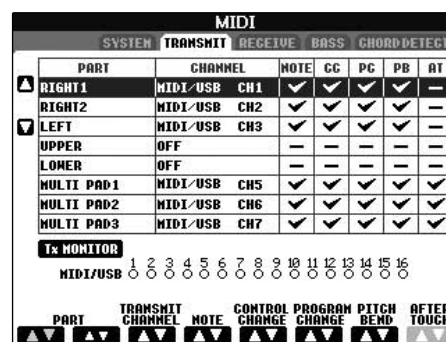 MIDI
SYSTEM TRANSMIT RECEIVE BASS CHORD DETECT
PART CHANNEL NOTE CC PC PB AT
RIGHT1 MIDI/USB CH1 ✓ ✓ ✓ ✓ –
RIGHT2 MIDI/USB CH2 ✓ ✓ ✓ ✓ –
LEFT MIDI/USB CH3 ✓ ✓ ✓ ✓ –
UPPER OFF – – – – –
LOWER OFF – – – – –
MULTI PAD1 MIDI/USB CH5 ✓ ✓ ✓ ✓ ✓
MULTI PAD2 MIDI/USB CH6 ✓ ✓ ✓ ✓ ✓
MULTI PAD3 MIDI/USB CH7 ✓ ✓ ✓ ✓ ✓
Tx MONITOR
1 2 3 4 5 6 7 8 9 10 11 12 13 14 15 16
MIDI/USB
PART TRANSMIT CHANNEL NOTE CONTROL CHANGE PROGRAM CHANGE PITCH BEND AFTER TOUCH